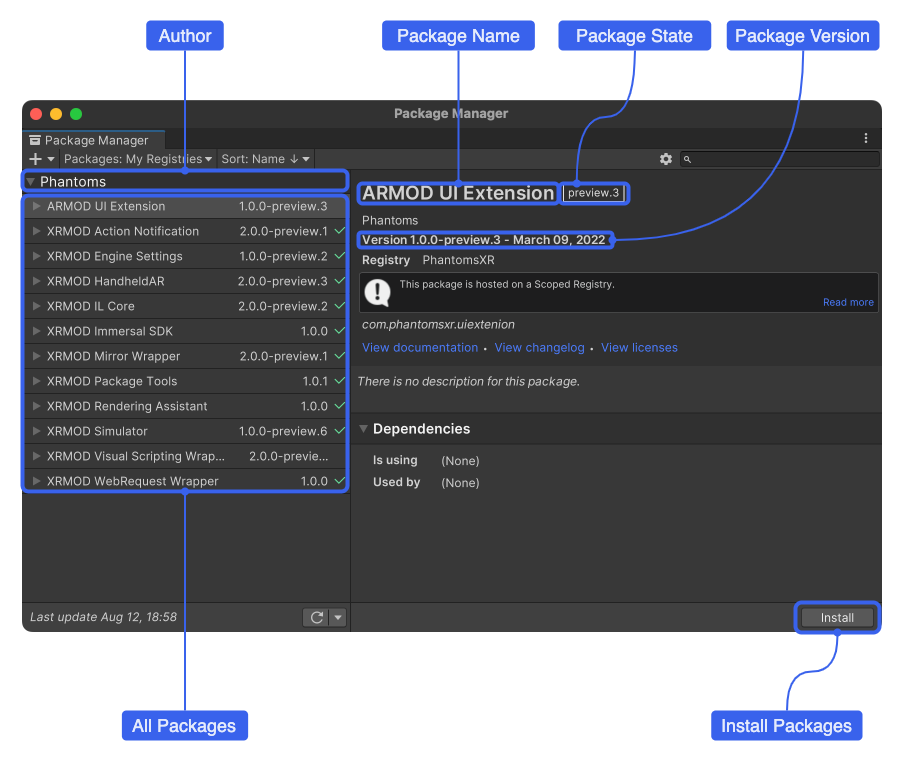 Author
Package Name
Package State
Package Version
Package Manager
Package Manager
Packages: My Registries
Sort: Name ↓
Phantoms
ARMOD UI Extension 1.0.0-preview.3
XRMOD Action Notification 2.0.0-preview.1
XRMOD Engine Settings 1.0.0-preview.2
XRMOD HandheldAR 2.0.0-preview.3
XRMOD IL Core 2.0.0-preview.2
XRMOD Immersal SDK 1.0.0
XRMOD Mirror Wrapper 2.0.0-preview.1
XRMOD Package Tools 1.0.1
XRMOD Rendering Assistant 1.0.0
XRMOD Simulator 1.0.0-preview.6
XRMOD Visual Scripting Wrap... 2.0.0-previe...
XRMOD WebRequest Wrapper 1.0.0
Last update Aug 12, 18:58
ARMOD UI Extension preview.3
Phantoms
Version 1.0.0-preview.3 - March 09, 2022
Registry PhantomsXR
This package is hosted on a Scoped Registry.
Read more
com.phantomsxr.uiextenion
View documentation • View changelog • View licenses
There is no description for this package.
Dependencies
Is using (None)
Used by (None)
Install
All Packages
Install Packages